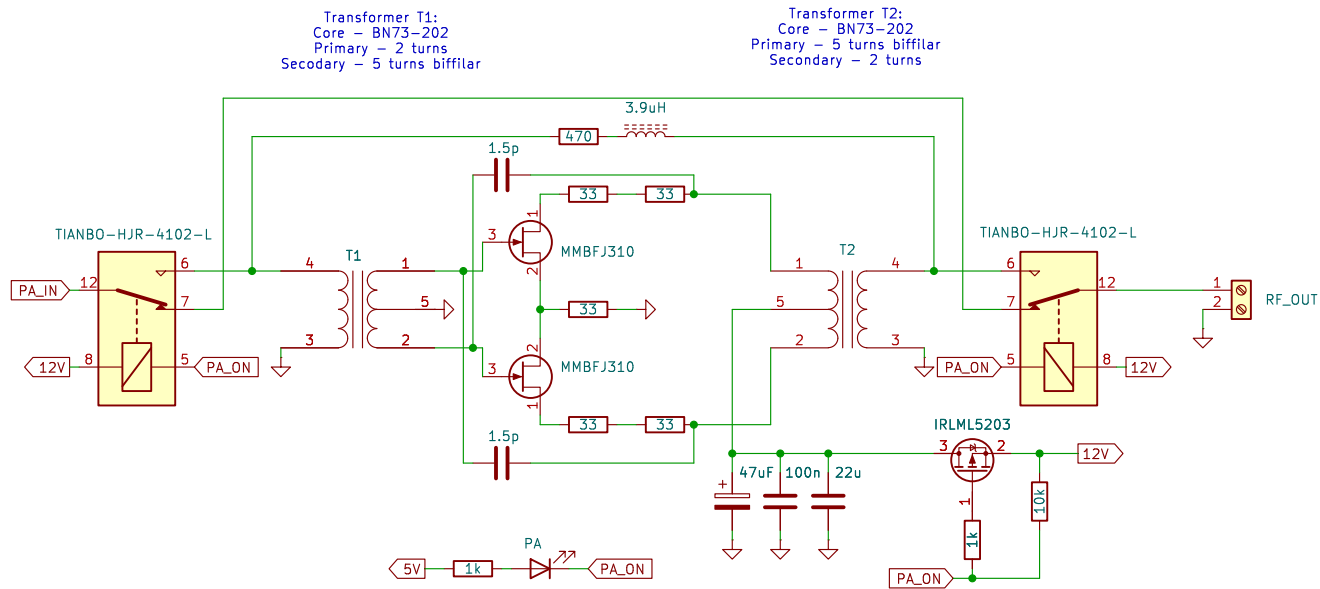 Transformer T1:
Core – BN73-202
Primary – 2 turns
Secodary – 5 turns biffilar
Transformer T2:
Core – BN73-202
Primary – 5 turns biffilar
Secondary – 2 turns
3.9uH
470
1.5p
33
33
1
3
2
MMBFJ310
TIANBO-HJR-4102-L
6
12
PA_IN
7
8
12V
5
PA_ON
T1
4
3
1
5
2
33
2
3
1
MMBFJ310
33
33
1.5p
T2
1
5
2
4
3
TIANBO-HJR-4102-L
6
12
7
5
PA_ON
8
12V
1
2
RF_OUT
IRLML5203
3
2
1
12V
47uF
+
100n
22u
10k
1k
PA_ON
PA
5V
1k
PA_ON